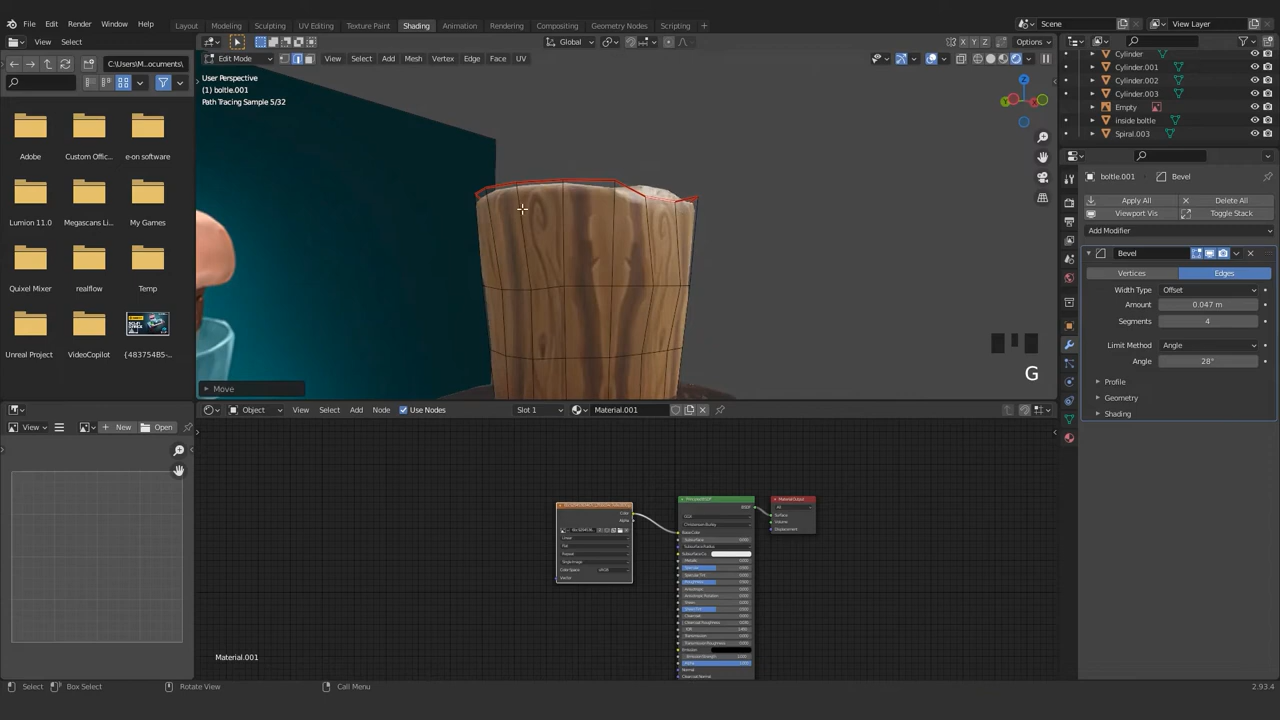 File Edit Render Window Help Layout Modeling Sculpting UV Editing Texture Paint Shading Animation Rendering Compositing Geometry Nodes Scripting Scene View Layer
View Select Global Options
C:\Users\M...ocuments\ Edit Mode View Select Add Mesh Vertex Edge Face UV
User Perspective
(1) boltle.001
Path Tracing Sample 5/32
Cylinder
Cylinder.001
Cylinder.002
Cylinder.003
Empty
inside boltle
Spiral.003
Adobe Custom Offic... e-on software
Lumion 11.0 Megascans Li... My Games
Quixel Mixer realflow Temp
Unreal Project VideoCopilot {483754B5-...
boltle.001 Bevel
Apply All Delete All
Viewport Vis Toggle Stack
Add Modifier
Bevel
Vertices Edges
Width Type Offset
Amount 0.047 m
Segments 4
Limit Method Angle
Angle 28°
Profile
Geometry
Shading
G
Move
View New Open
Object View Select Add Node Use Nodes Slot 1 Material.001
Material.001
Select Box Select Rotate View Call Menu 2.93.4